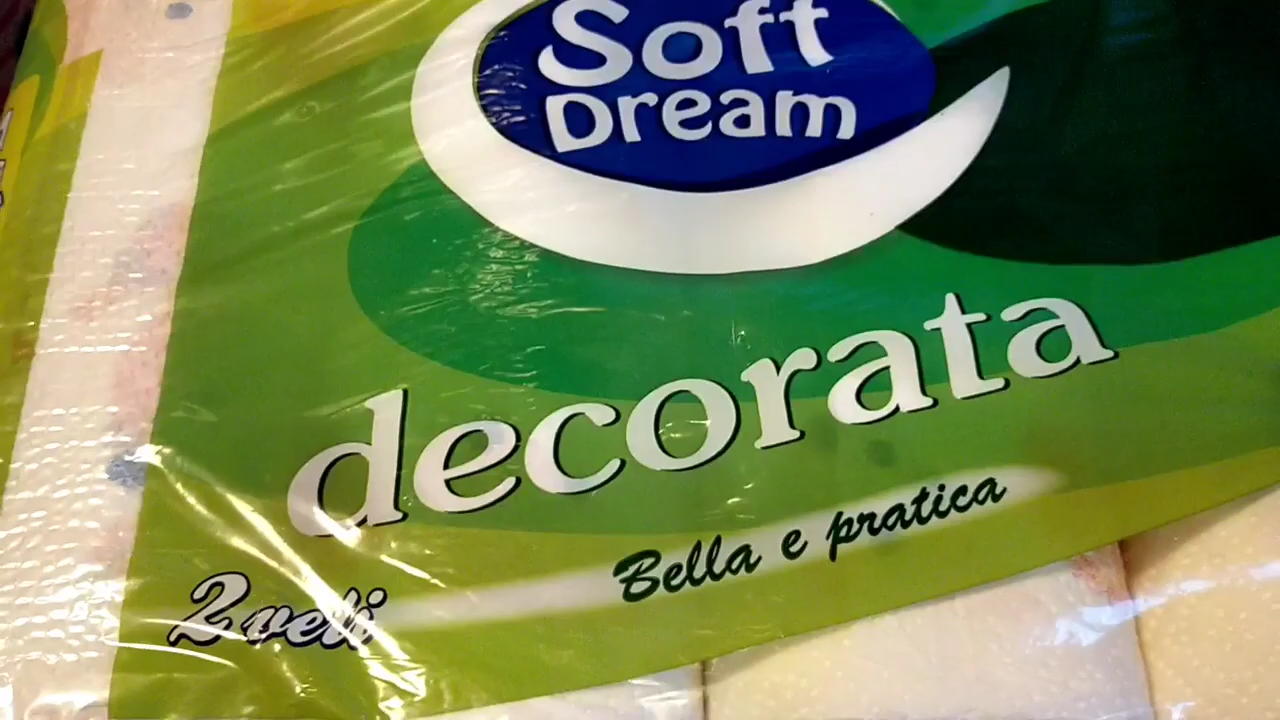 Soft
Dream
decorata
Bella e pratica
2 veli